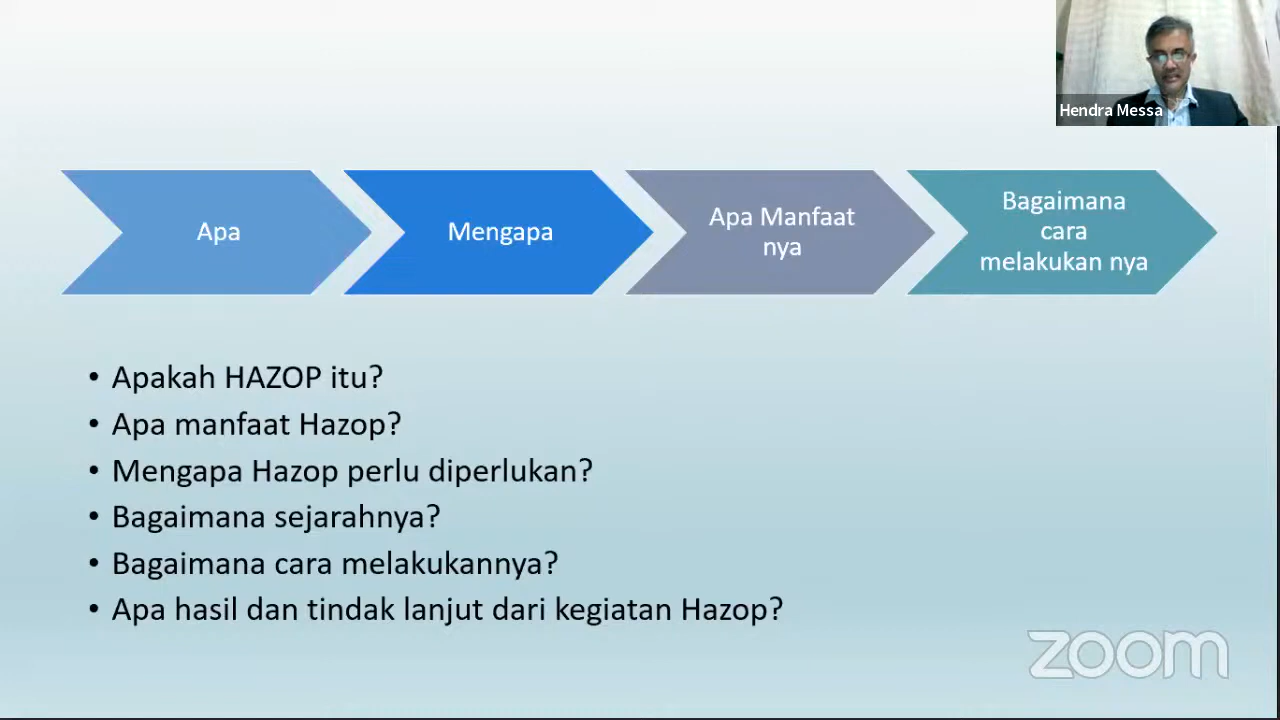 Hendra Messa
Apa
Mengapa
Apa Manfaat
nya
Bagaimana
cara
melakukan nya
• Apakah HAZOP itu?
• Apa manfaat Hazop?
• Mengapa Hazop perlu diperlukan?
• Bagaimana sejarahnya?
• Bagaimana cara melakukannya?
• Apa hasil dan tindak lanjut dari kegiatan Hazop?
zoom